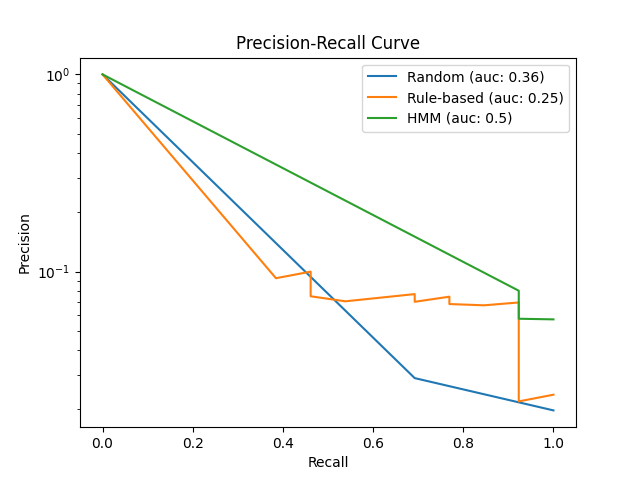 Precision-Recall Curve
Random (auc: 0.36)
Rule-based (auc: 0.25)
HMM (auc: 0.5)
10⁰
10⁻¹
Precision
0.0 0.2 0.4 0.6 0.8 1.0
Recall